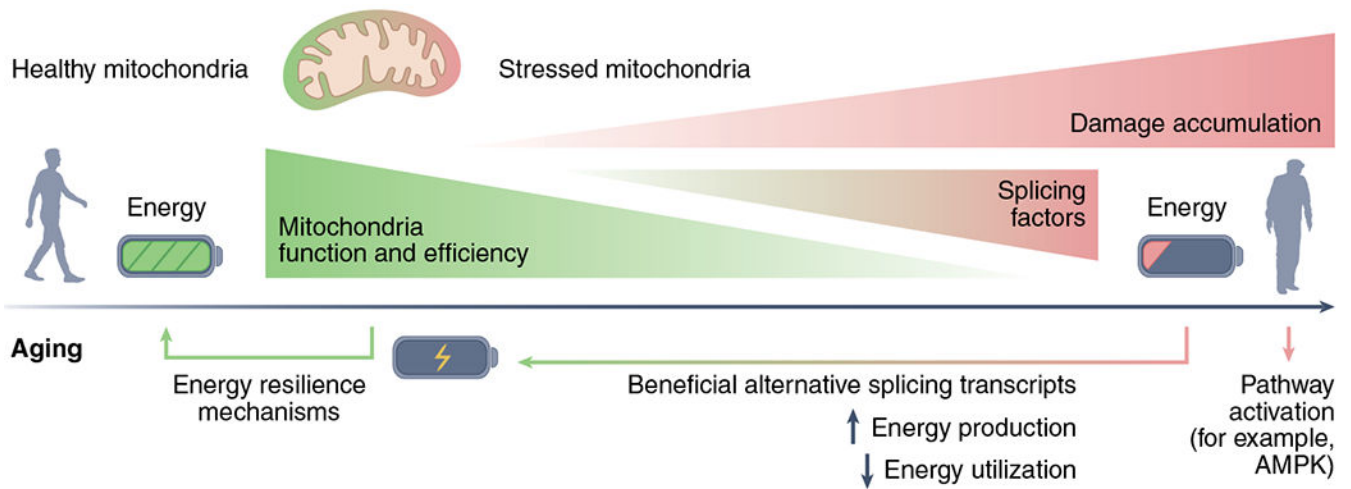 Healthy mitochondria
Stressed mitochondria
Damage accumulation
Energy
Mitochondria
function and efficiency
Splicing
factors
Energy
Aging
Energy resilience
mechanisms
Beneficial alternative splicing transcripts
Energy production
Energy utilization
Pathway
activation
(for example,
AMPK)